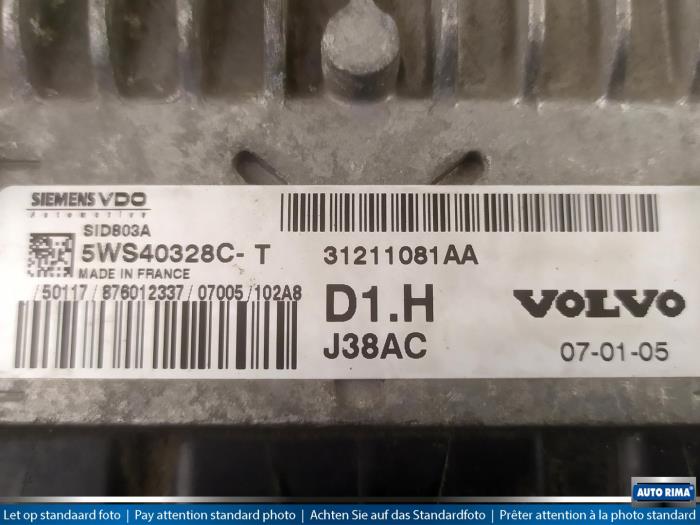 SIEMENS VDO
Automotive
SID803A
5WS40328C- T
MADE IN FRANCE
/50117/876012337/07005/102A8
31211081AA
D1.H
J38AC
VOLVO
07-01-05
AUTO RIMA
Let op standaard foto | Pay attention standard photo | Achten Sie auf das Standardfoto | Prêter attention à la photo standard